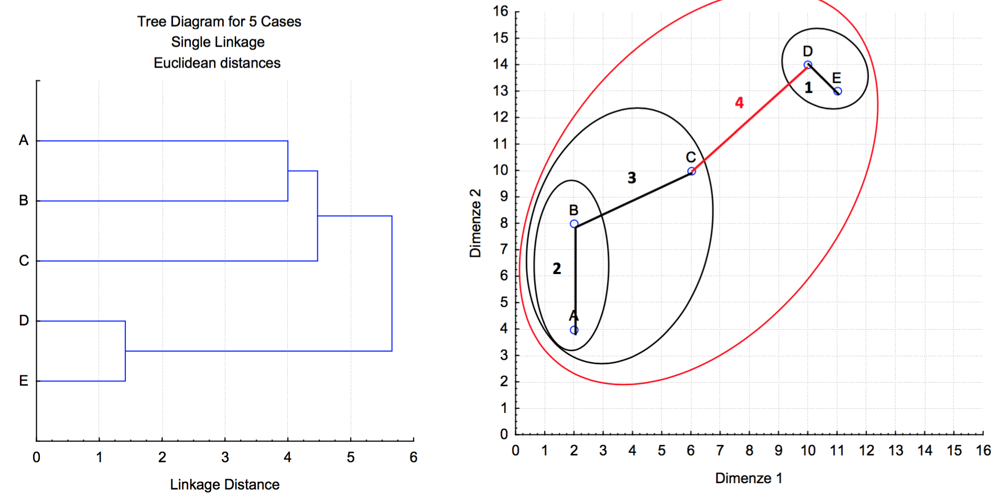 Tree Diagram for 5 Cases
Single Linkage
Euclidean distances
A
B
C
D
E
0 1 2 3 4 5 6
Linkage Distance
16
15
14
13
12
11
10
9
8
7
6
5
4
3
2
1
0
Dimenze 2
D
E
1
4
C
3
B
2
A
0 1 2 3 4 5 6 7 8 9 10 11 12 13 14 15 16
Dimenze 1